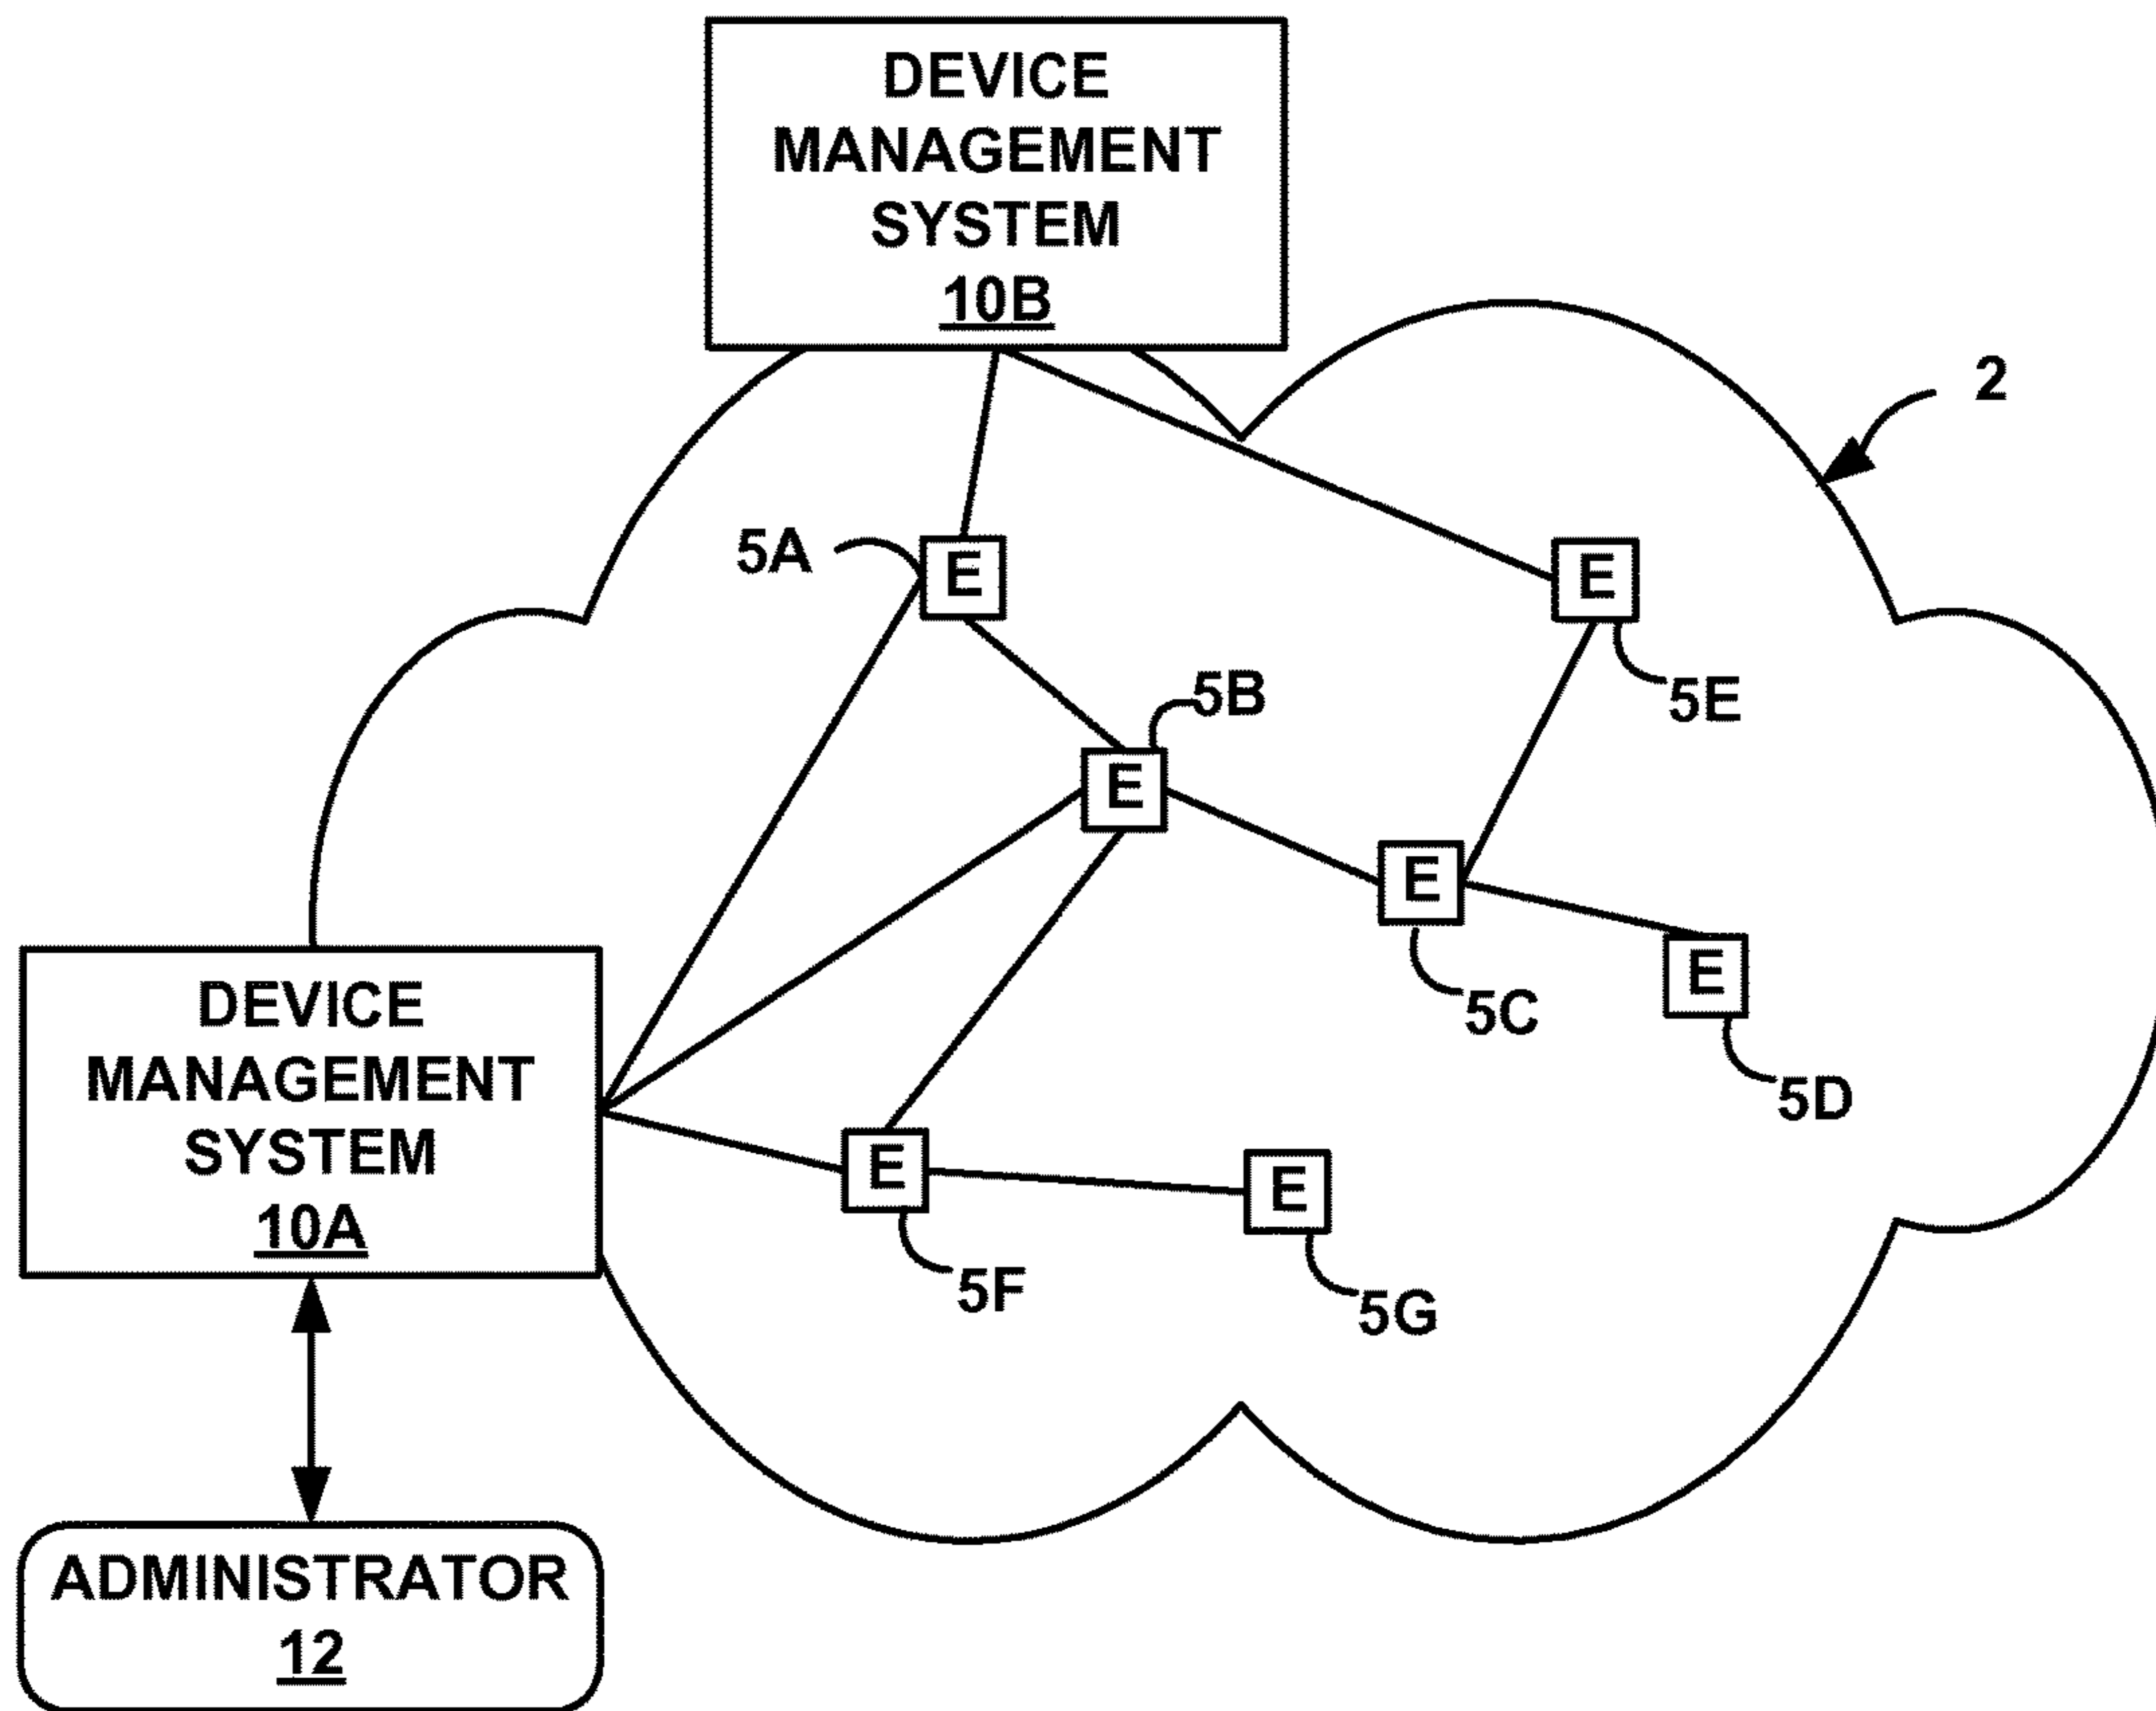 DEVICE
MANAGEMENT
SYSTEM
10B
2
5A
E
E
5E
5B
E
E
5C
E
5D
DEVICE
MANAGEMENT
SYSTEM
10A
E
5F
E
5G
ADMINISTRATOR
12